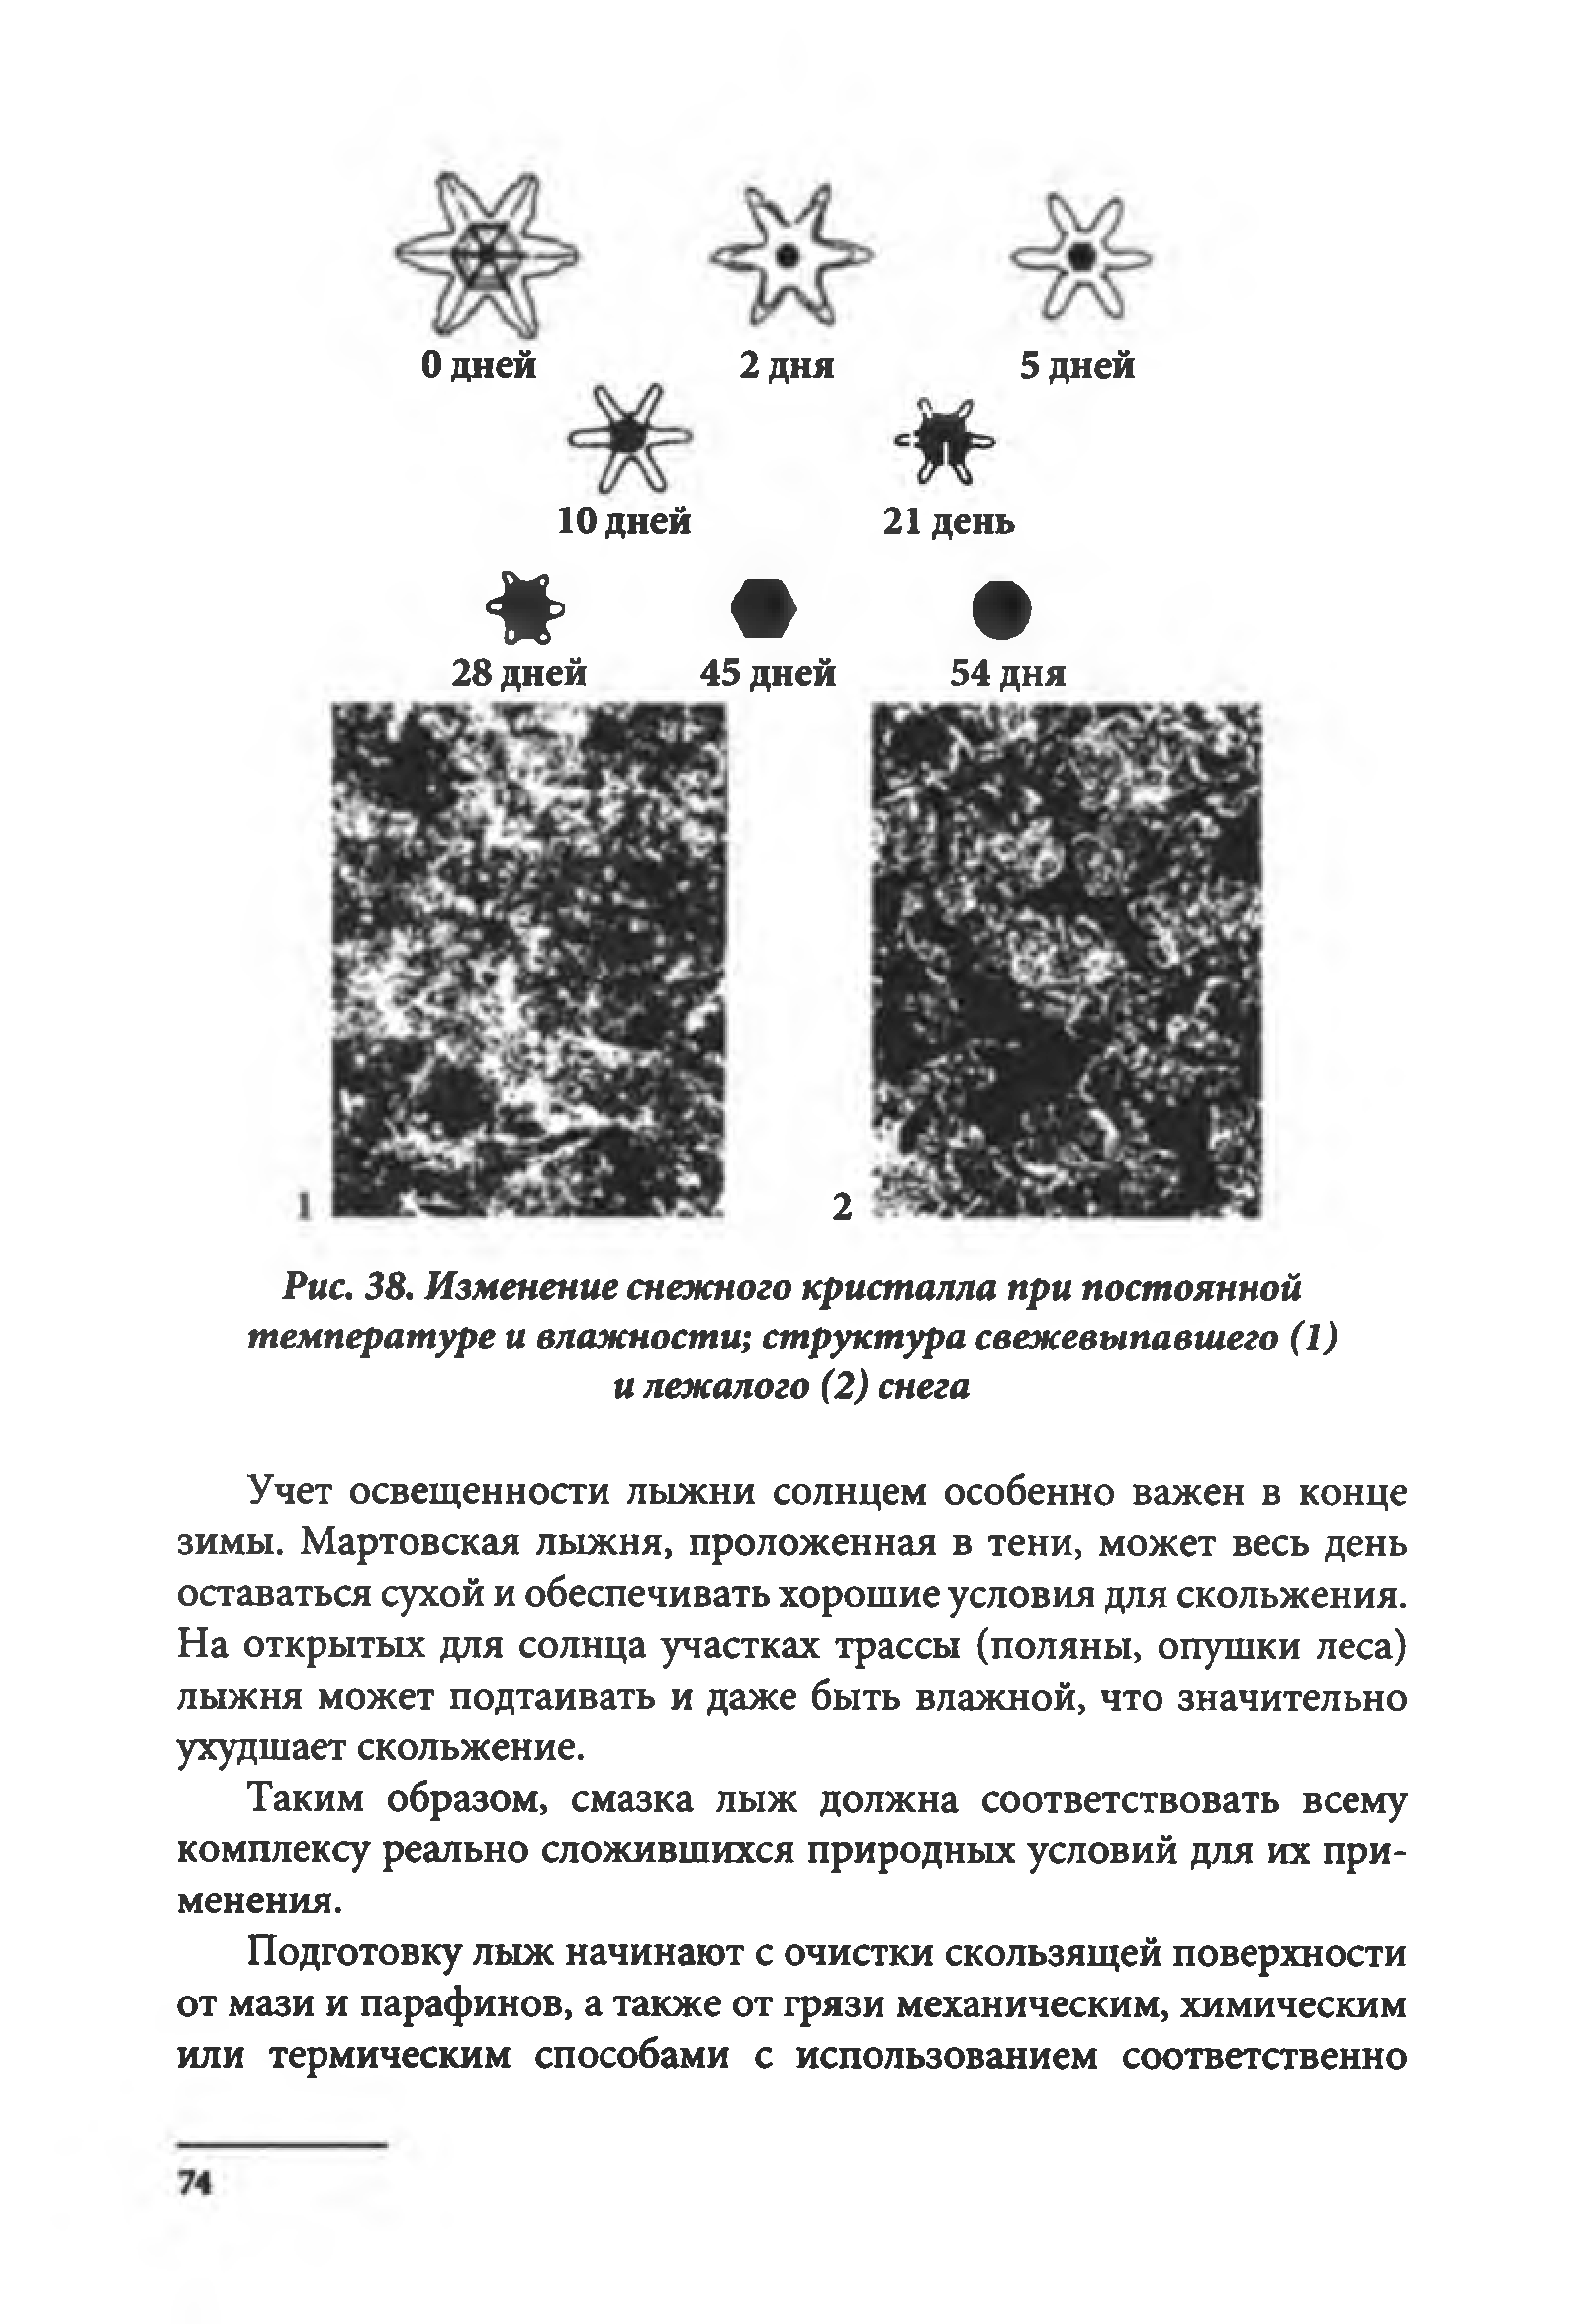 0 дней 2 дня 5 дней
10 дней 21 день
28 дней 45 дней 54 дня
1 2
Рис. 38. Изменение снежного кристалла при постоянной
температуре и влажности; структура свежевыпавшего (1)
и лежалого (2) снега
Учет освещенности лыжни солнцем особенно важен в конце
зимы. Мартовская лыжня, проложенная в тени, может весь день
оставаться сухой и обеспечивать хорошие условия для скольжения.
На открытых для солнца участках трассы (поляны, опушки леса)
лыжня может подтаивать и даже быть влажной, что значительно
ухудшает скольжение.
Таким образом, смазка лыж должна соответствовать всему
комплексу реально сложившихся природных условий для их при-
менения.
Подготовку лыж начинают с очистки скользящей поверхности
от мази и парафинов, а также от грязи механическим, химическим
или термическим способами с использованием соответственно
74